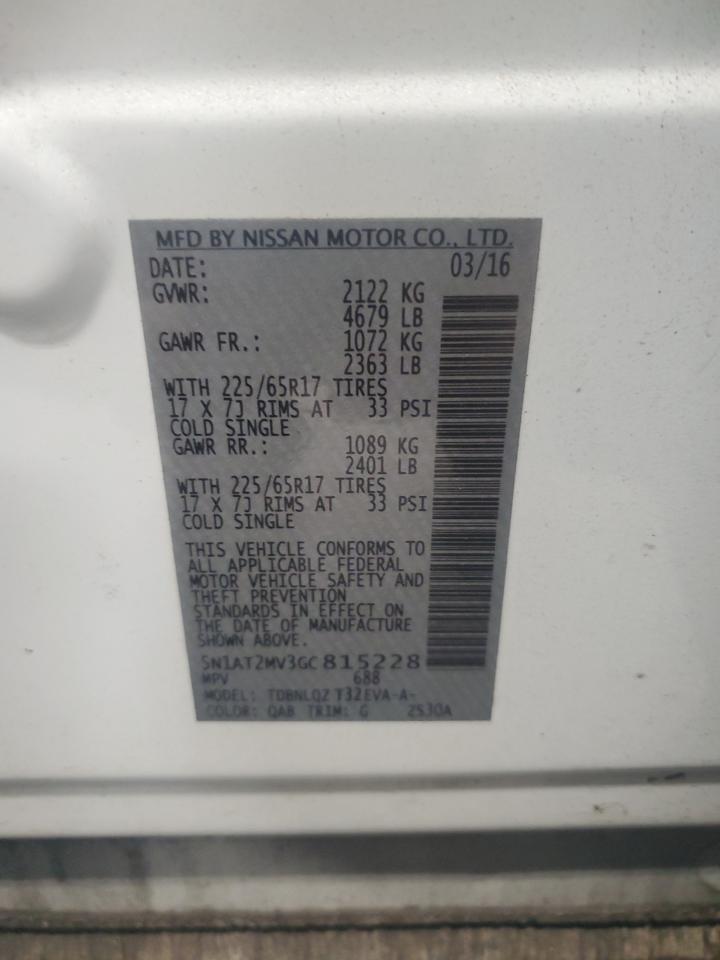 MFD BY NISSAN MOTOR CO., LTD.
DATE: 03/16
GVWR: 2122 KG
4679 LB
GAWR FR.: 1072 KG
2363 LB
WITH 225/65R17 TIRES
17 X 7J RIMS AT 33 PSI
COLD SINGLE
GAWR RR.: 1089 KG
2401 LB
WITH 225/65R17 TIRES
17 X 7J RIMS AT 33 PSI
COLD SINGLE
THIS VEHICLE CONFORMS TO
ALL APPLICABLE FEDERAL
MOTOR VEHICLE SAFETY AND
THEFT PREVENTION
STANDARDS IN EFFECT ON
THE DATE OF MANUFACTURE
SHOWN ABOVE.
5N1AT2MV3GC815228
MPV 688
MODEL: TDBNLQZ T32EVA-A-
COLOR: QAB TRIM: G 2530A